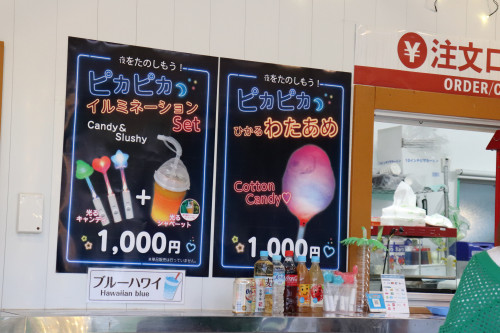 夜をたのしもう！
ピカピカ
イルミネーション
Set
Candy&
Slushy
光る
キャンディ
+
光る
シャーベット
1,000円
夜をたのしもう！
ピカピカ
ひかるわたあめ
Cotton
Candy♡
1,000円
ブルーハワイ
Hawaiian blue
¥ 注文口
ORDER/C